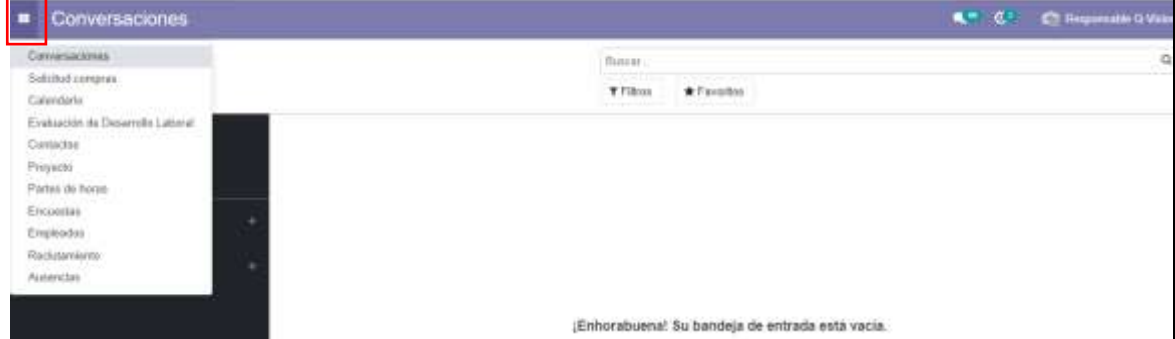 Conversaciones
Responsable Q-Vision
Conversaciones
Solicitud compras
Calendario
Evaluación de Desarrollo Laboral
Contactos
Proyecto
Partes de horas
Encuestas
Empleados
Reclutamiento
Ausencias
Buscar...
Filtros
Favoritos
¡Enhorabuena! Su bandeja de entrada está vacía.